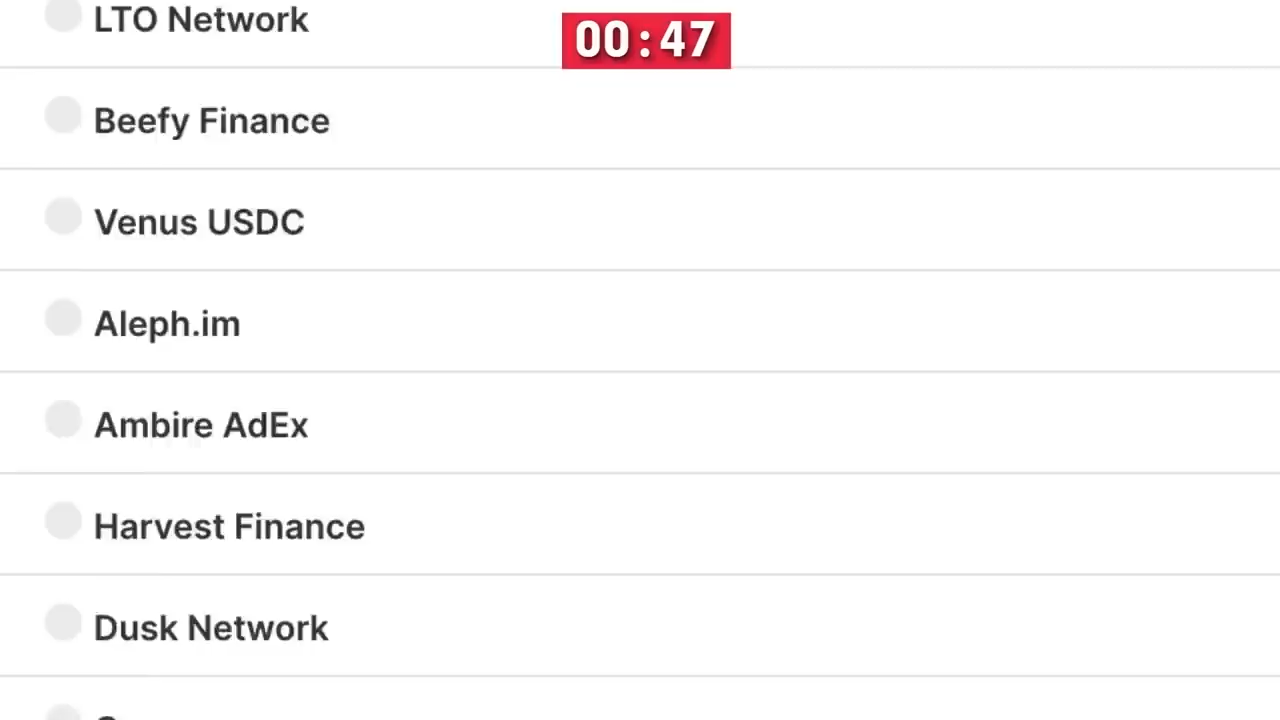 LTO Network
00:47
Beefy Finance
Venus USDC
Aleph.im
Ambire AdEx
Harvest Finance
Dusk Network